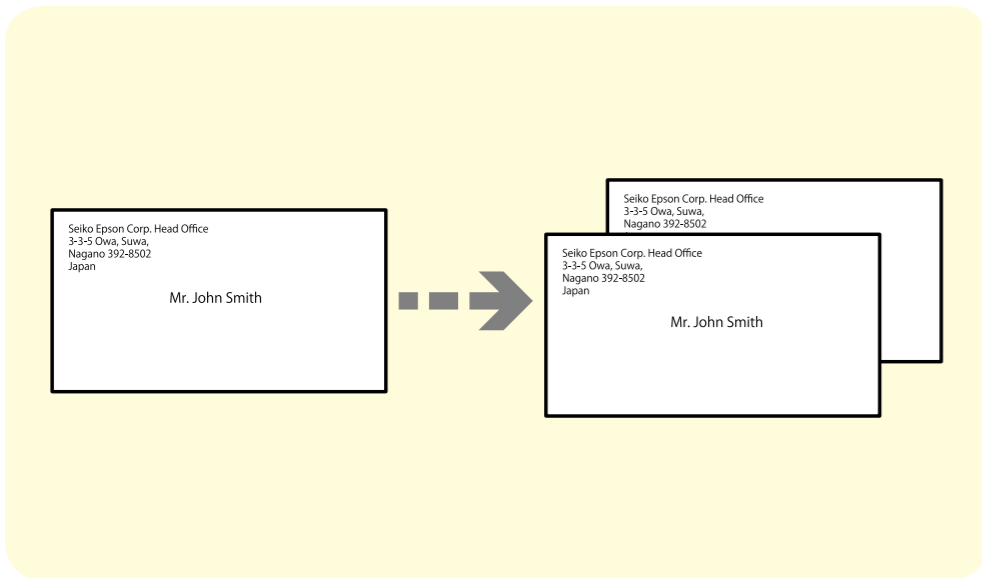 Seiko Epson Corp. Head Office
3-3-5 Owa, Suwa,
Nagano 392-8502
Japan
Mr. John Smith
Seiko Epson Corp. Head Office
3-3-5 Owa, Suwa,
Nagano 392-8502
Seiko Epson Corp. Head Office
3-3-5 Owa, Suwa,
Nagano 392-8502
Japan
Mr. John Smith